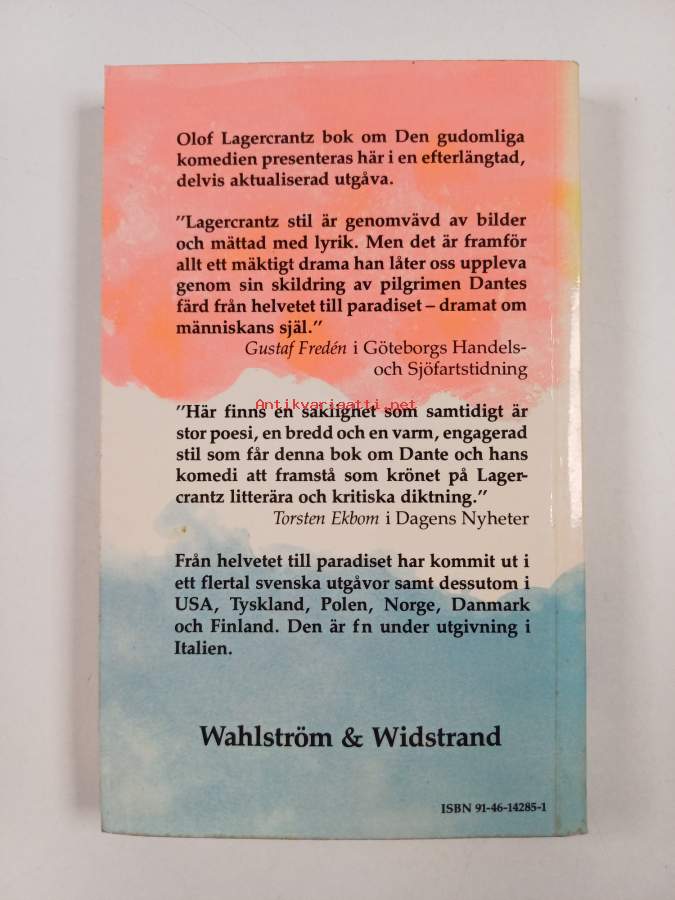 Olof Lagercrantz bok om Den gudomliga
komedien presenteras här i en efterlängtad,
delvis aktualiserad utgåva.
"Lagercrantz stil är genomvävd av bilder
och mättad med lyrik. Men det är framför
allt ett mäktigt drama han låter oss uppleva
genom sin skildring av pilgrimen Dantes
färd från helvetet till paradiset – dramat om
människans själ."
Gustaf Fredén i Göteborgs Handels-
och Sjöfartstidning
Antikvariaatti.net
"Här finns en saklighet som samtidigt är
stor poesi, en bredd och en varm, engagerad
stil som får denna bok om Dante och hans
komedi att framstå som krönet på Lager-
crantz litterära och kritiska diktning."
Torsten Ekbom i Dagens Nyheter
Från helvetet till paradiset har kommit ut i
ett flertal svenska utgåvor samt dessutom i
USA, Tyskland, Polen, Norge, Danmark
och Finland. Den är fn under utgivning i
Italien.
Wahlström & Widstrand
ISBN 91-46-14285-1